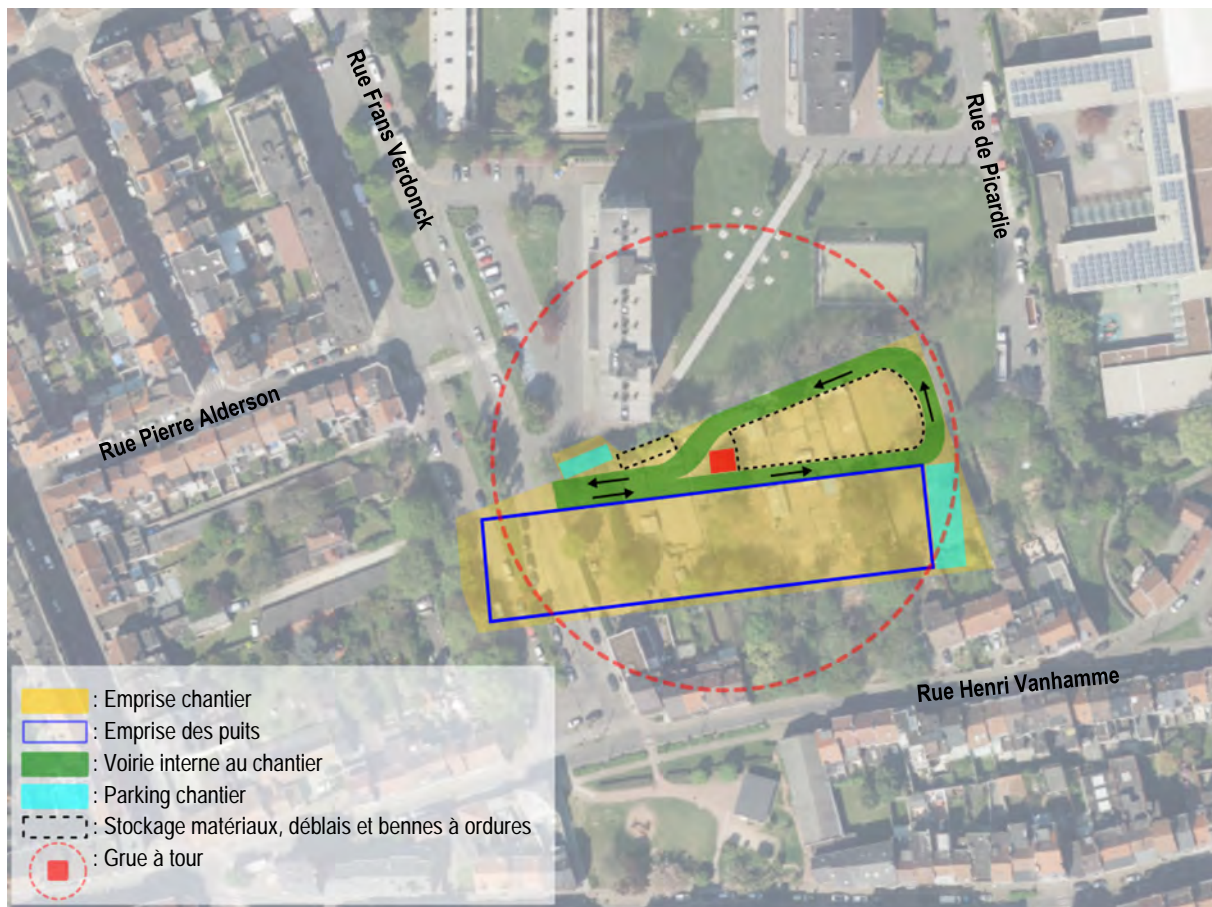 Rue Frans Verdonck
Rue de Picardie
Rue Pierre Alderson
Rue Henri Vanhamme
: Emprise chantier
: Emprise des puits
: Voirie interne au chantier
: Parking chantier
: Stockage matériaux, déblais et bennes à ordures
: Grue à tour